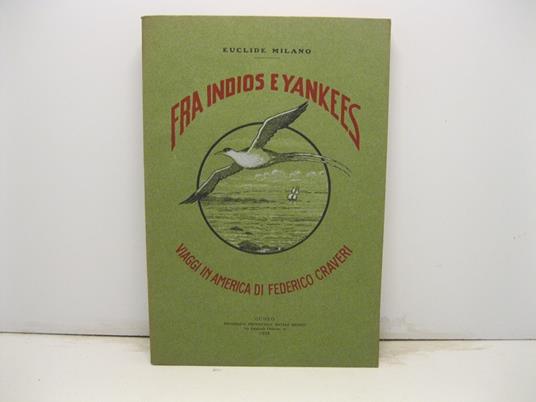 EUCLIDE MILANO
FRA INDIOS E YANKEES
VIAGGI IN AMERICA DI FEDERICO CRAVERI
CUNEO